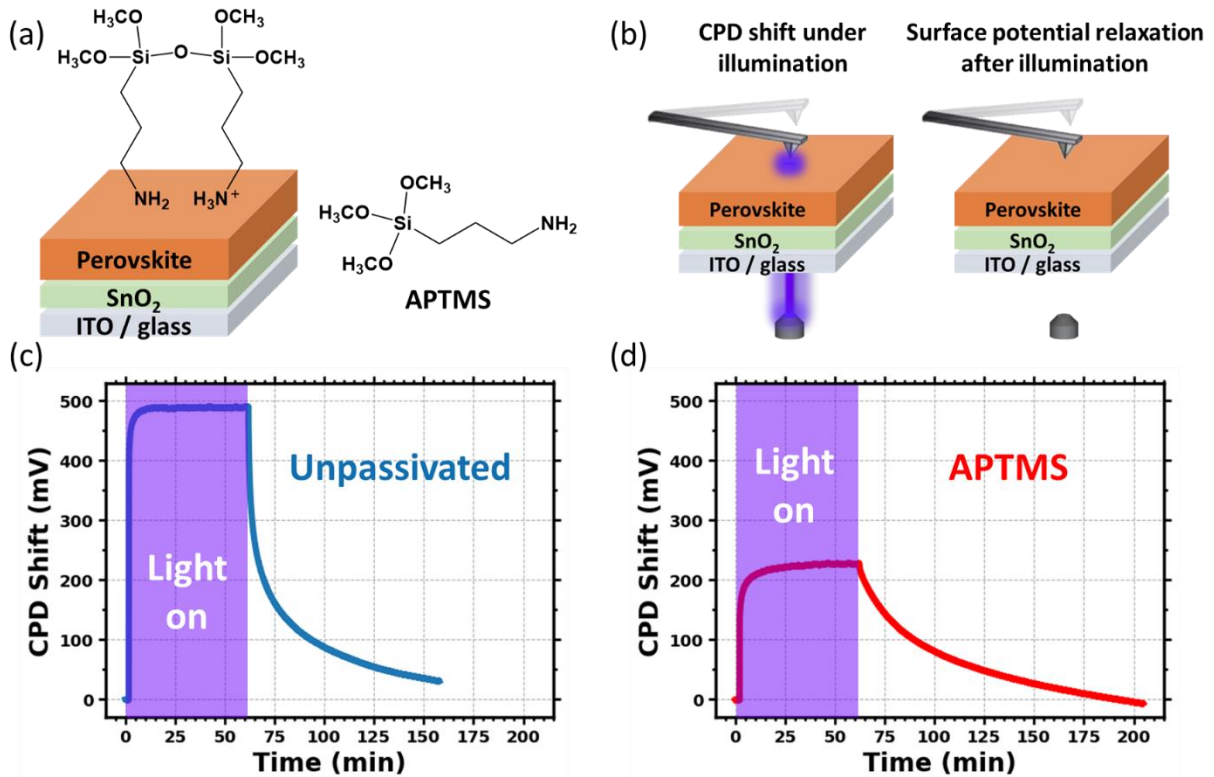 (a)
OCH₃ OCH₃
H₃CO OCH₃
Si O Si
H₃CO OCH₃
NH₂ H₃N⁺
Perovskite
SnO₂
ITO / glass
OCH₃
H₃CO
Si
H₃CO
NH₂
APTMS
(b)
CPD shift under
illumination
Perovskite
SnO₂
ITO / glass
Surface potential relaxation
after illumination
Perovskite
SnO₂
ITO / glass
(c)
CPD Shift (mV)
500
400
300
200
100
0
Unpassivated
Light
on
0 25 50 75 100 125 150 175 200
Time (min)
(d)
CPD Shift (mV)
500
400
300
200
100
0
Light
on
APTMS
0 25 50 75 100 125 150 175 200
Time (min)